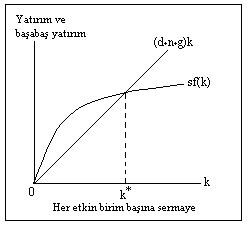 Yatırım ve
başabaş yatırım
(d+n+g)k
sf(k)
0
k*
k
Her etkin birim başına sermaye